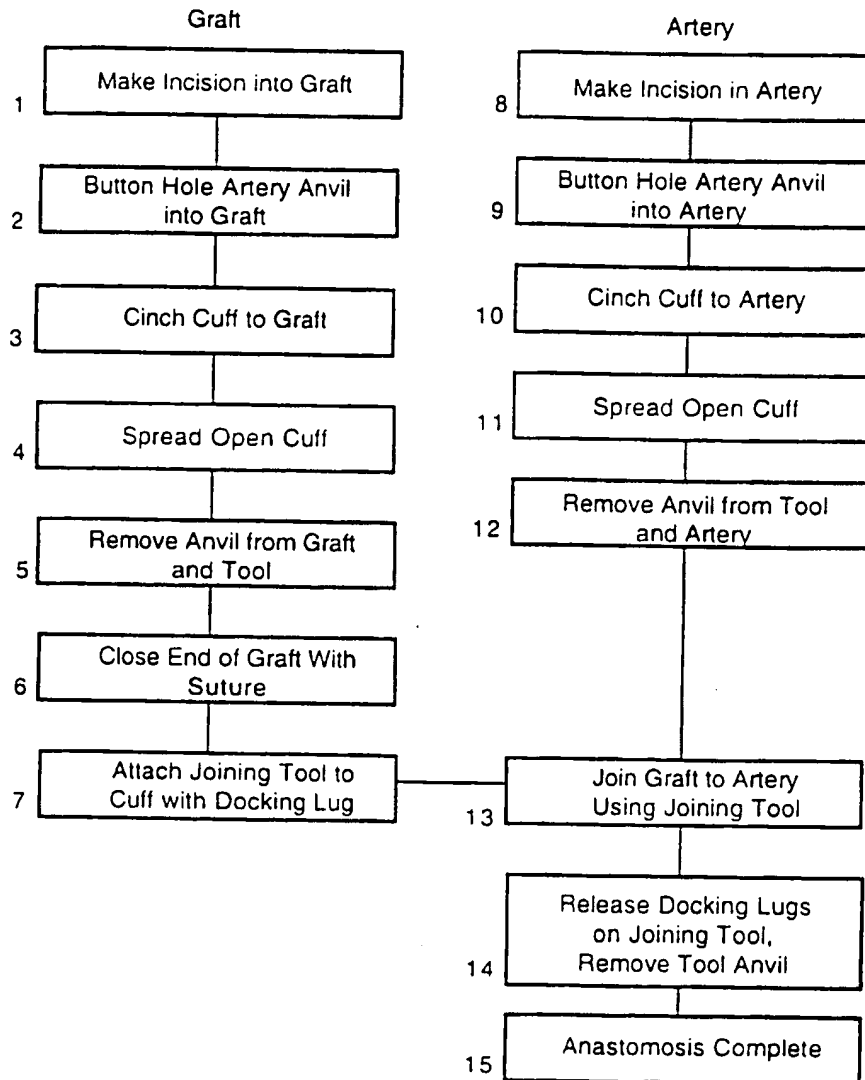 Graft
1
Make Incision into Graft
2
Button Hole Artery Anvil
into Graft
3
Cinch Cuff to Graft
4
Spread Open Cuff
5
Remove Anvil from Graft
and Tool
6
Close End of Graft With
Suture
7
Attach Joining Tool to
Cuff with Docking Lug
Artery
8
Make Incision in Artery
9
Button Hole Artery Anvil
into Artery
10
Cinch Cuff to Artery
11
Spread Open Cuff
12
Remove Anvil from Tool
and Artery
13
Join Graft to Artery
Using Joining Tool
14
Release Docking Lugs
on Joining Tool,
Remove Tool Anvil
15
Anastomosis Complete